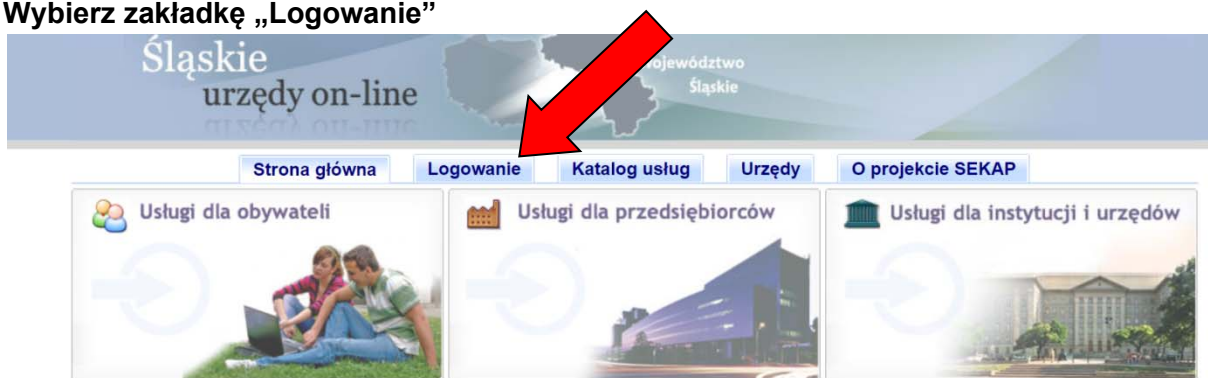 Wybierz zakładkę „Logowanie”
Śląskie
urzędy on-line
Województwo
Śląskie
Strona główna
Logowanie
Katalog usług
Urzędy
O projekcie SEKAP
Usługi dla obywateli
Usługi dla przedsiębiorców
Usługi dla instytucji i urzędów